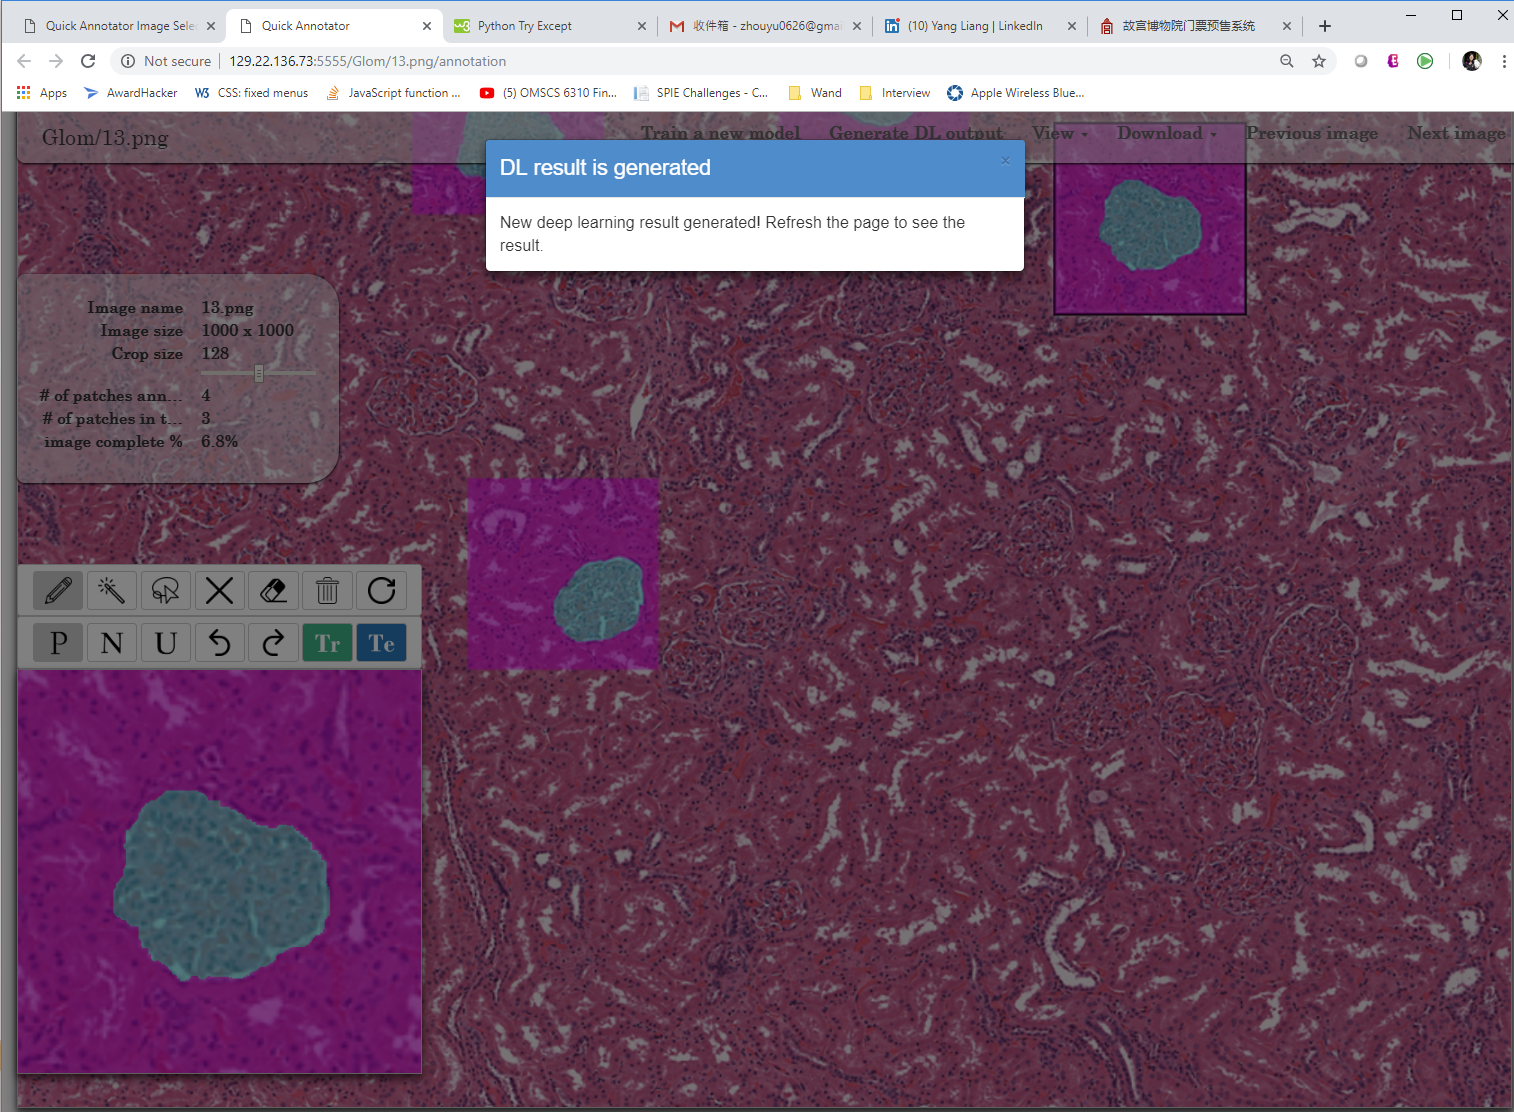 Quick Annotator Image Sele
Quick Annotator
Python Try Except
收件箱 - zhouyu0626@gmai
(10) Yang Liang | LinkedIn
故宫博物院门票预售系统
Not secure
129.22.136.73:5555/Glom/13.png/annotation
Apps
AwardHacker
W3
CSS: fixed menus
JavaScript function ...
(5) OMSCS 6310 Fin...
SPIE Challenges - C...
Wand
Interview
Apple Wireless Blue...
Glom/13.png
Train a new model
Generate DL output
View
Download
Previous image
Next image
DL result is generated
×
New deep learning result generated! Refresh the page to see the
result.
Image name 13.png
Image size 1000 x 1000
Crop size 128
# of patches ann... 4
# of patches in t... 3
image complete % 6.8%
P N U Tr Te